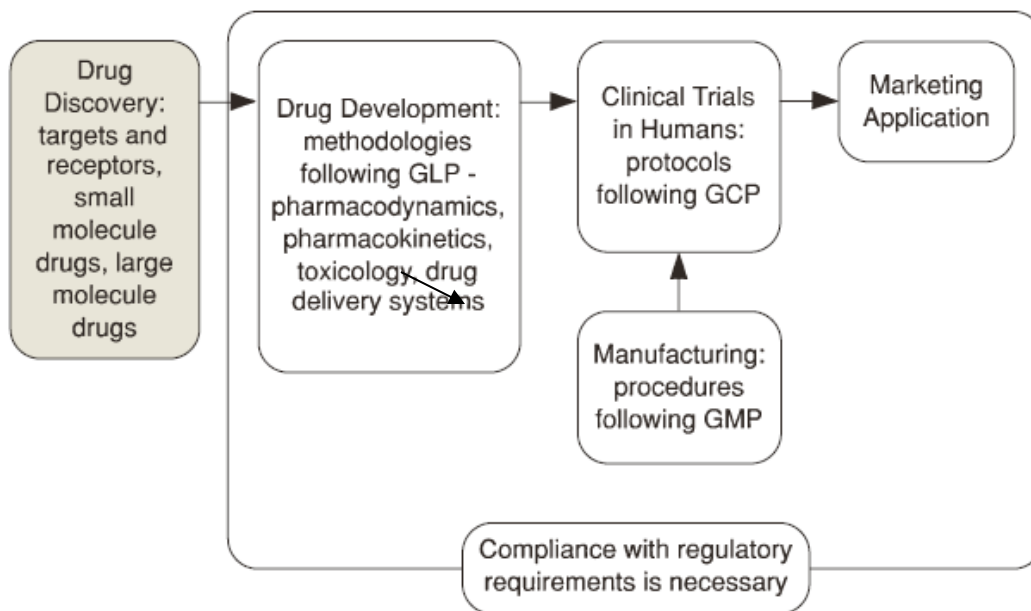 Drug
Discovery:
targets and
receptors,
small
molecule
drugs, large
molecule
drugs
Drug Development:
methodologies
following GLP -
pharmacodynamics,
pharmacokinetics,
toxicology, drug
delivery systems
Clinical Trials
in Humans:
protocols
following GCP
Marketing
Application
Manufacturing:
procedures
following GMP
Compliance with regulatory
requirements is necessary